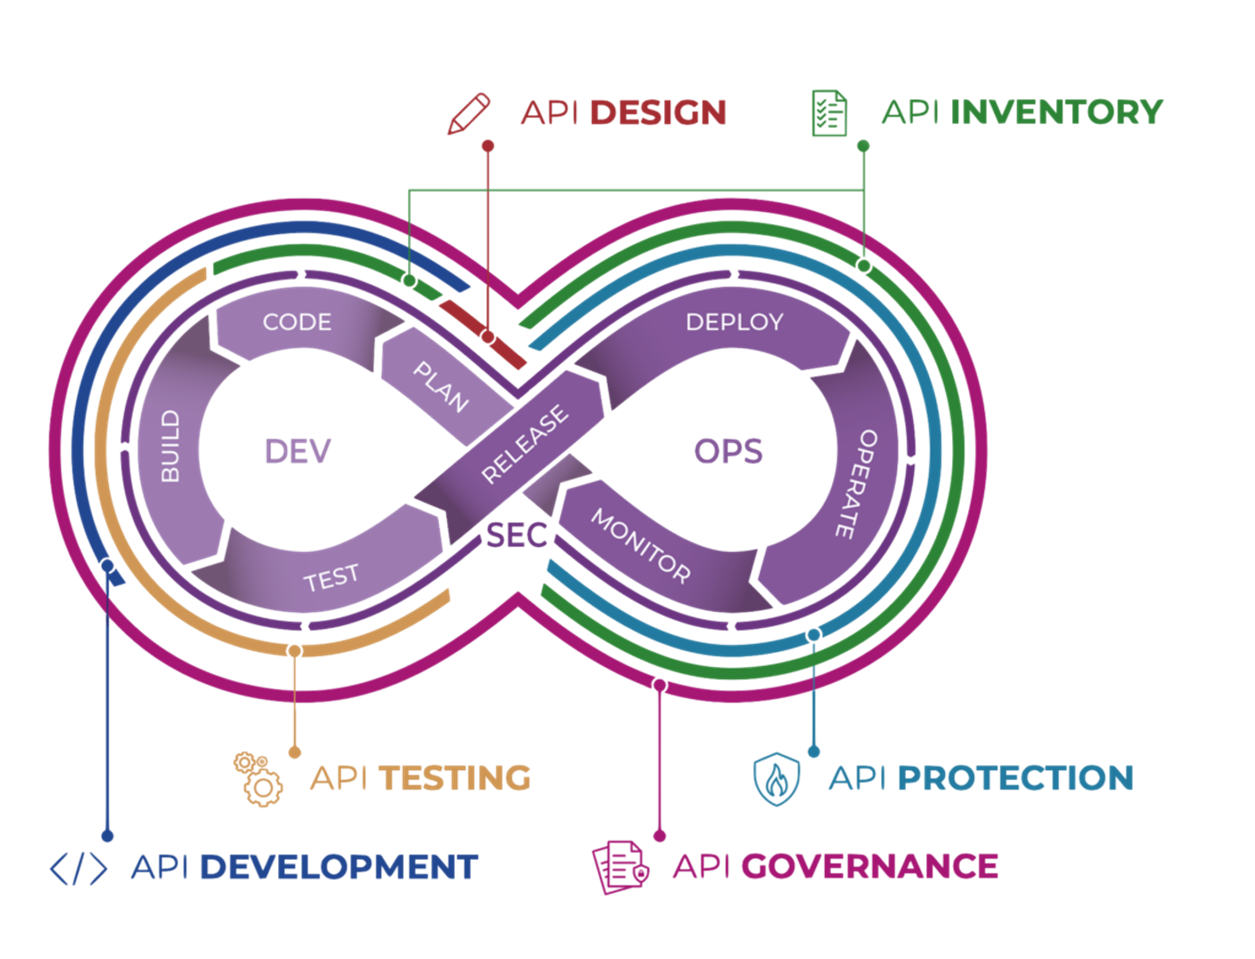 API DESIGN
API INVENTORY
CODE
PLAN
BUILD
DEV
TEST
RELEASE
SEC
DEPLOY
OPS
OPERATE
MONITOR
API TESTING
API PROTECTION
</> API DEVELOPMENT
API GOVERNANCE